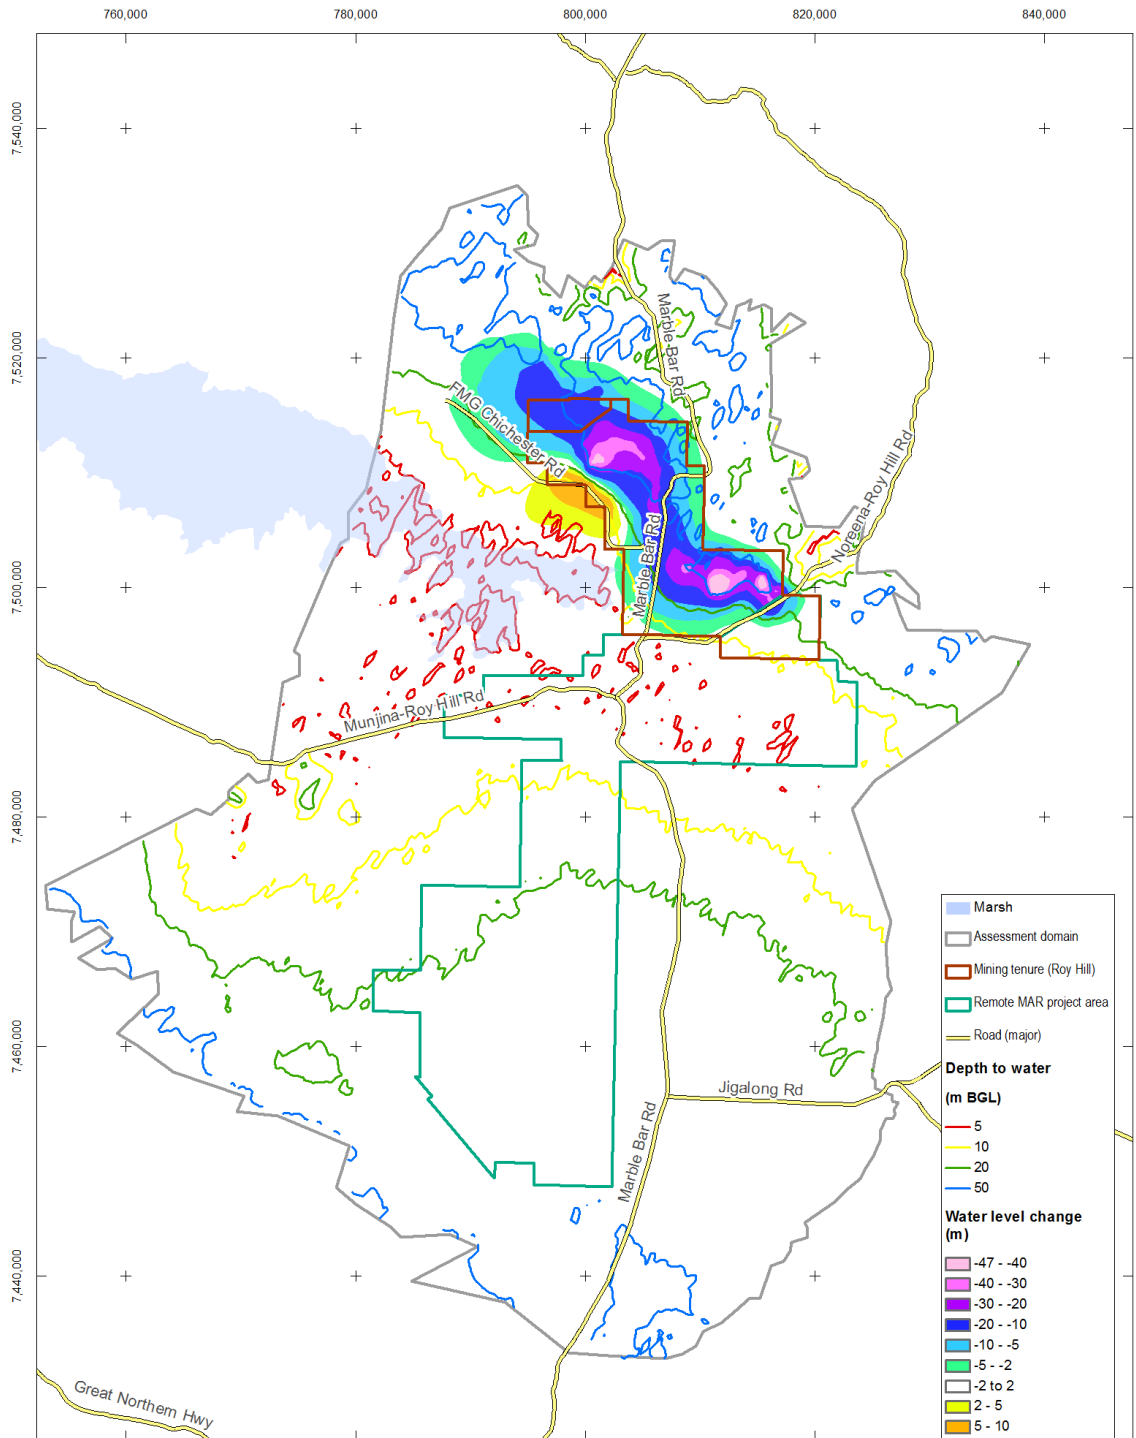 760,000
780,000
800,000
820,000
840,000
7,540,000
7,520,000
7,500,000
7,480,000
7,460,000
7,440,000
Marble Bar Rd
FMG Chichester Rd
Noreena-Roy Hill Rd
Marble Bar Rd
Munjina-Roy Hill Rd
Jigalong Rd
Marble Bar Rd
Great Northern Hwy
Marsh
Assessment domain
Mining tenure (Roy Hill)
Remote MAR project area
Road (major)
Depth to water
(m BGL)
5
10
20
50
Water level change
(m)
-47 - -40
-40 - -30
-30 - -20
-20 - -10
-10 - -5
-5 - -2
-2 to 2
2 - 5
5 - 10